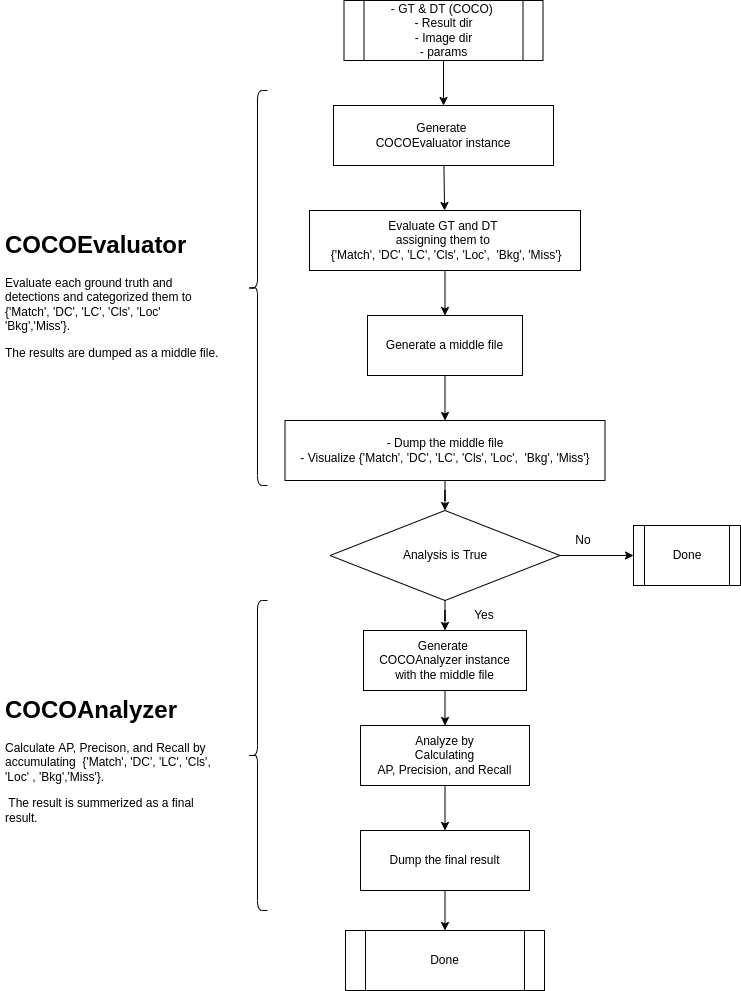 - GT & DT (COCO)
- Result dir
- Image dir
- params
Generate
COCOEvaluator instance
Evaluate GT and DT
assigning them to
{'Match', 'DC', 'LC', 'Cls', 'Loc',  'Bkg', 'Miss'}
COCOEvaluator
Evaluate each ground truth and
detections and categorized them to
{'Match', 'DC', 'LC', 'Cls', 'Loc'
'Bkg','Miss'}.
The results are dumped as a middle file.
Generate a middle file
- Dump the middle file
- Visualize {'Match', 'DC', 'LC', 'Cls', 'Loc',  'Bkg', 'Miss'}
Analysis is True
No
Done
Yes
Generate
COCOAnalyzer instance
with the middle file
COCOAnalyzer
Calculate AP, Precison, and Recall by
accumulating  {'Match', 'DC', 'LC', 'Cls',
'Loc' , 'Bkg','Miss'}.
The result is summerized as a final
result.
Analyze by
Calculating
AP, Precision, and Recall
Dump the final result
Done